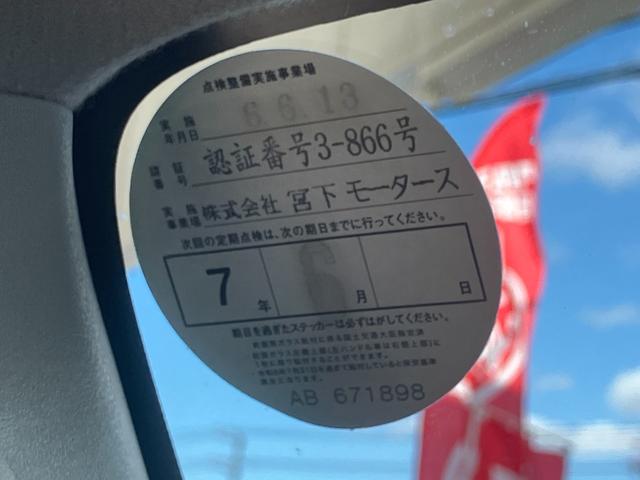 点検整備実施事業場
実施年月日 6.6.13
認証番号 認証番号3-866号
実施事業場 株式会社 宮下モータース
次回の定期点検は、次の期日までに行ってください。
7年 6月 日
期日を過ぎたステッカーは必ずはがしてください。
AB 671898